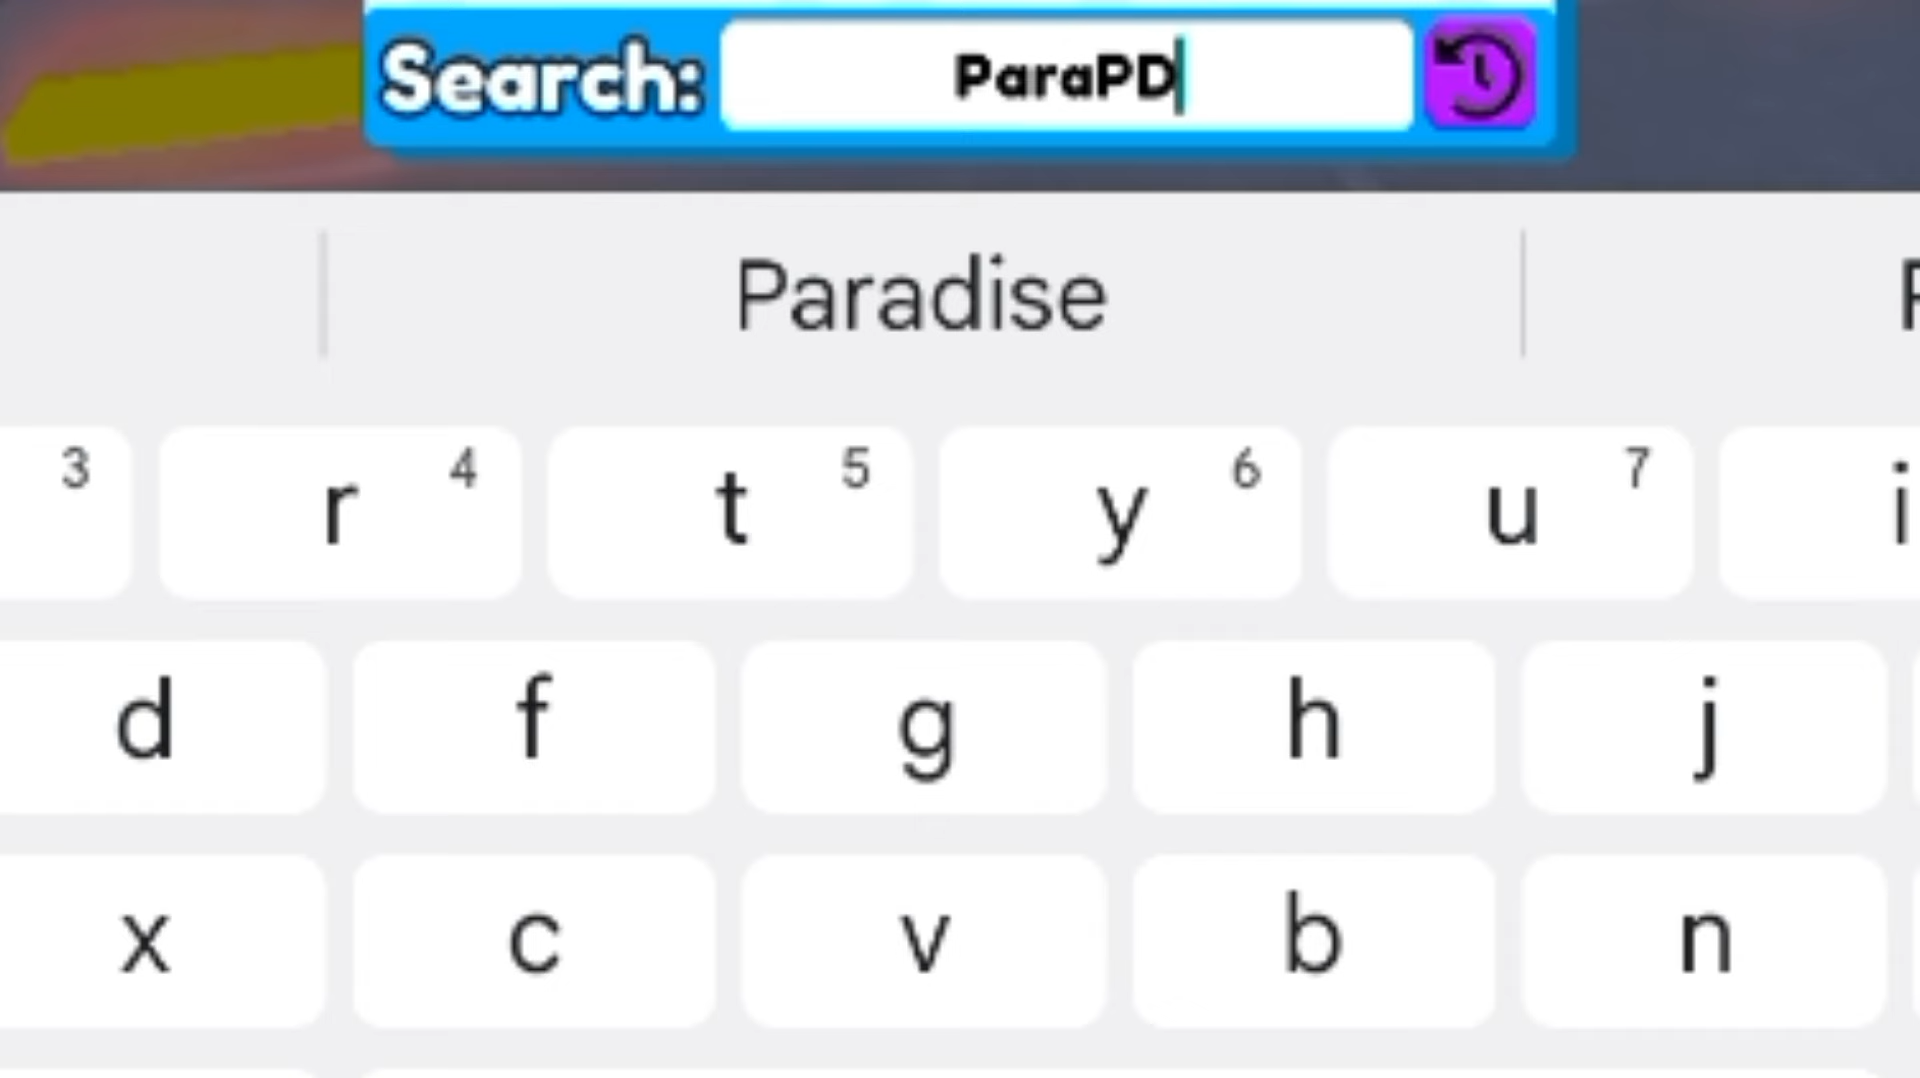 Search: ParaPD
Paradise
3 r 4 t 5 y 6 u 7 i
d f g h j
x c v b n